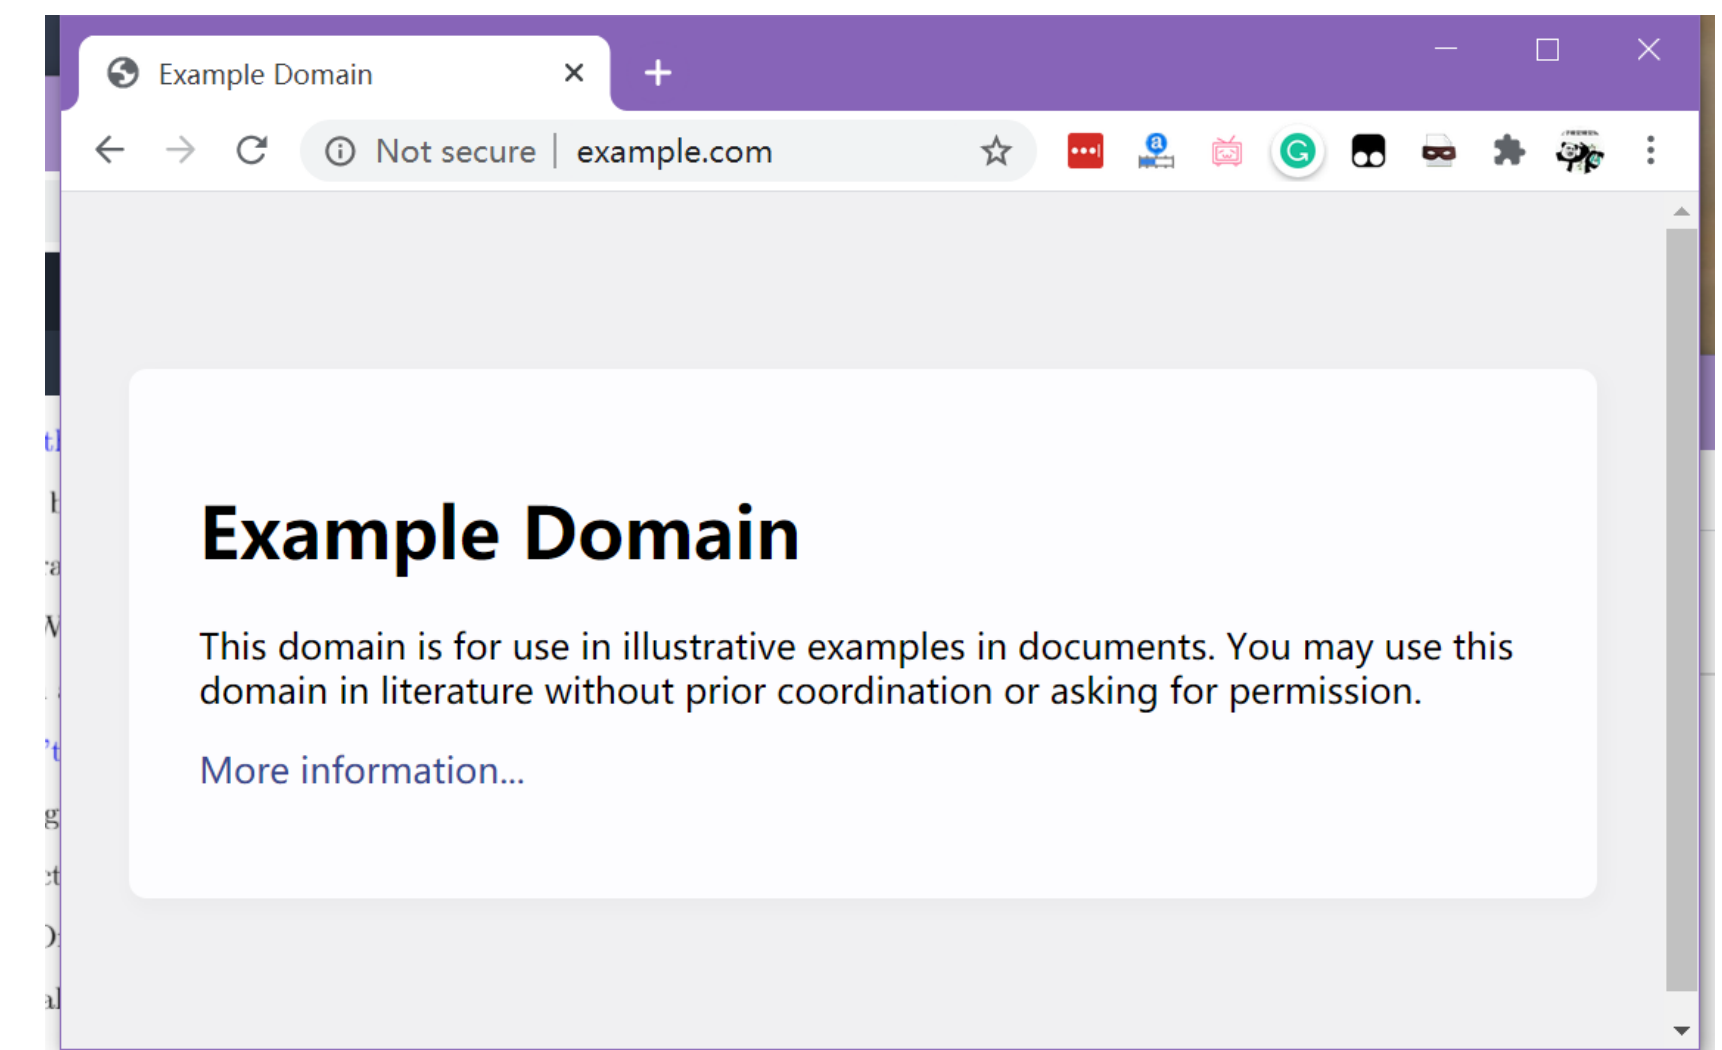 Example Domain
Not secure | example.com
Example Domain
This domain is for use in illustrative examples in documents. You may use this
domain in literature without prior coordination or asking for permission.
More information...